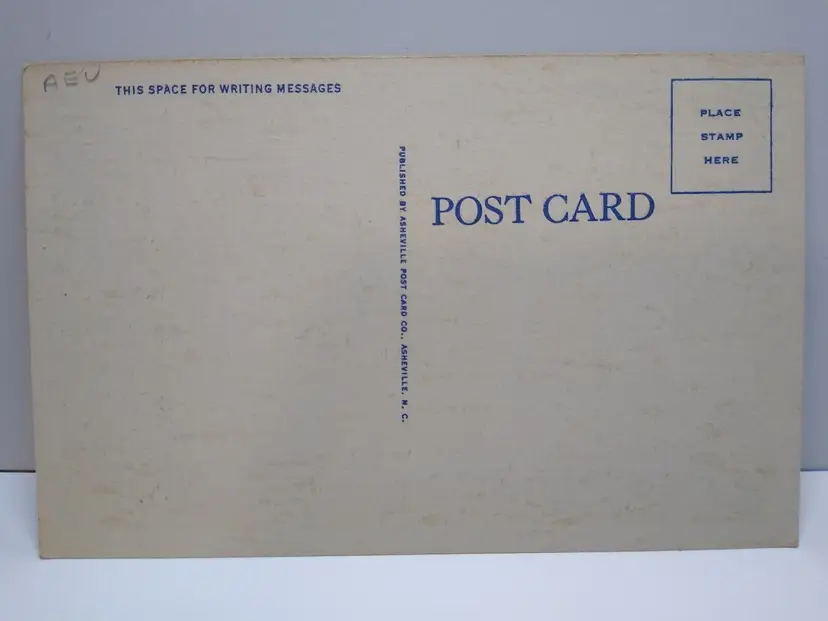 AEU
THIS SPACE FOR WRITING MESSAGES
PUBLISHED BY ASHEVILLE POST CARD CO., ASHEVILLE, N. C.
POST CARD
PLACE
STAMP
HERE